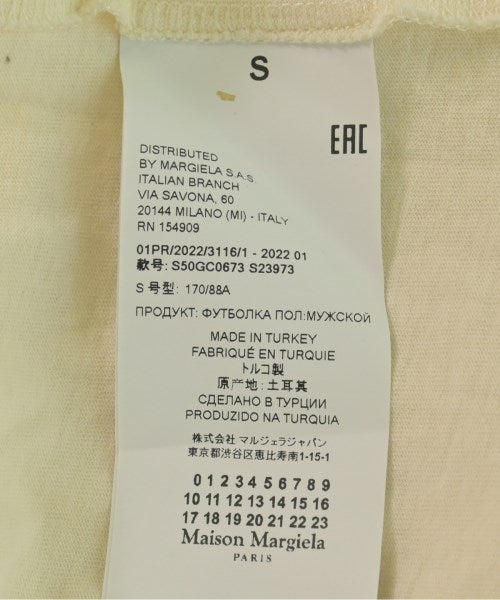 S
EAC
DISTRIBUTED
BY MARGIELA S.A.S.
ITALIAN BRANCH
VIA SAVONA, 60
20144 MILANO (MI) - ITALY
RN 154909
01PR/2022/3116/1 - 2022 01
款号: S50GC0673 S23973
S 号型: 170/88A
ПРОДУКТ: ФУТБОЛКА ПОЛ:МУЖСКОЙ
MADE IN TURKEY
FABRIQUÉ EN TURQUIE
トルコ製
原产地: 土耳其
СДЕЛАНО В ТУРЦИИ
PRODUZIDO NA TURQUIA
株式会社 マルジェラジャパン
東京都渋谷区恵比寿南1-15-1
0 1 2 3 4 5 6 7 8 9
10 11 12 13 14 15 16
17 18 19 20 21 22 23
Maison Margiela
PARIS